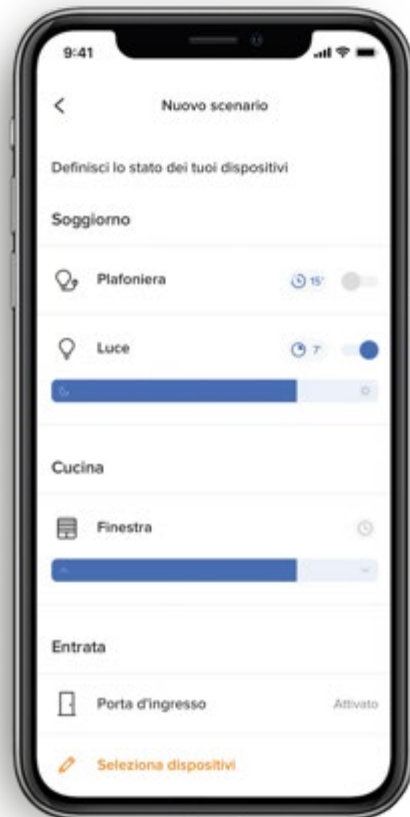 9:41
Nuovo scenario
Definisci lo stato dei tuoi dispositivi
Soggiorno
Plafoniera 15'
Luce 7'
Cucina
Finestra
Entrata
Porta d'ingresso Attivato
Seleziona dispositivi